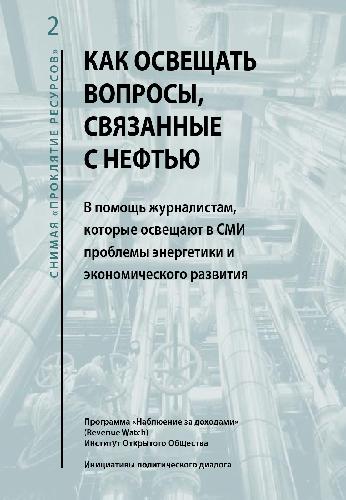 2
СНИМАЯ «ПРОКЛЯТИЕ РЕСУРСОВ»
КАК ОСВЕЩАТЬ
ВОПРОСЫ,
СВЯЗАННЫЕ
С НЕФТЬЮ
В помощь журналистам,
которые освещают в СМИ
проблемы энергетики и
экономического развития
Программа «Наблюение за доходами»
(Revenue Watch)
Институт Открытого Общества
Инициативы политического диалога